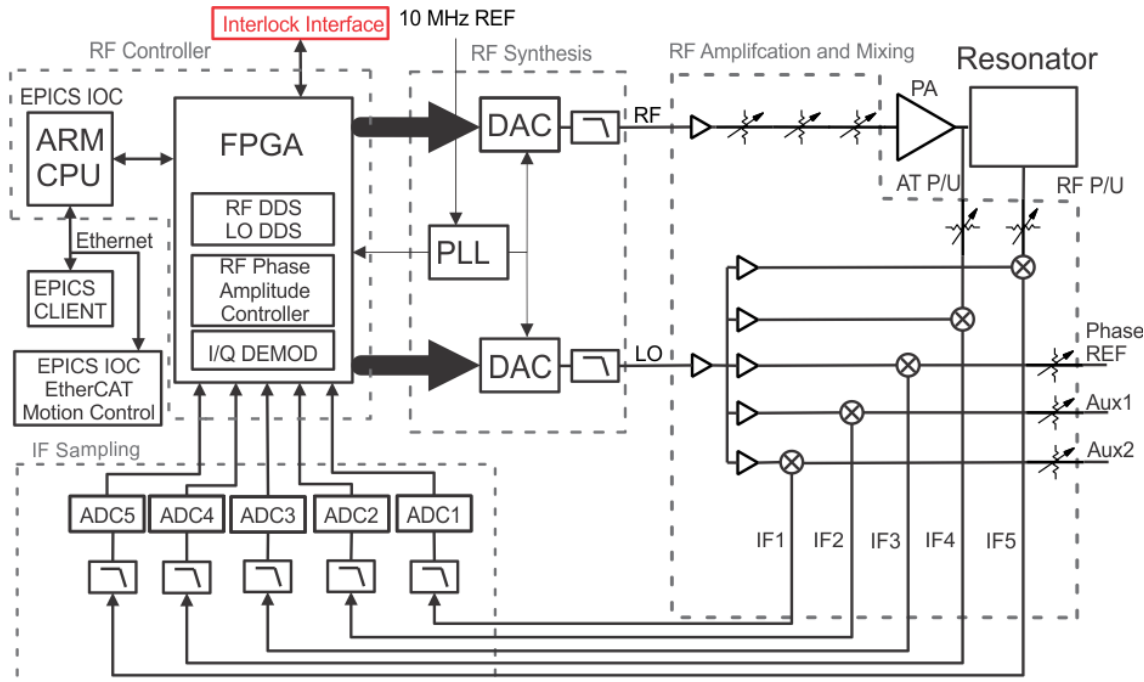 Interlock Interface
10 MHz REF
RF Controller
RF Synthesis
RF Amplifcation and Mixing
Resonator
EPICS IOC
ARM
CPU
FPGA
RF DDS
LO DDS
RF Phase
Amplitude
Controller
I/Q DEMOD
Ethernet
EPICS
CLIENT
EPICS IOC
EtherCAT
Motion Control
DAC
RF
PLL
DAC
LO
PA
AT P/U
RF P/U
Phase
REF
Aux1
Aux2
IF Sampling
ADC5
ADC4
ADC3
ADC2
ADC1
IF1
IF2
IF3
IF4
IF5